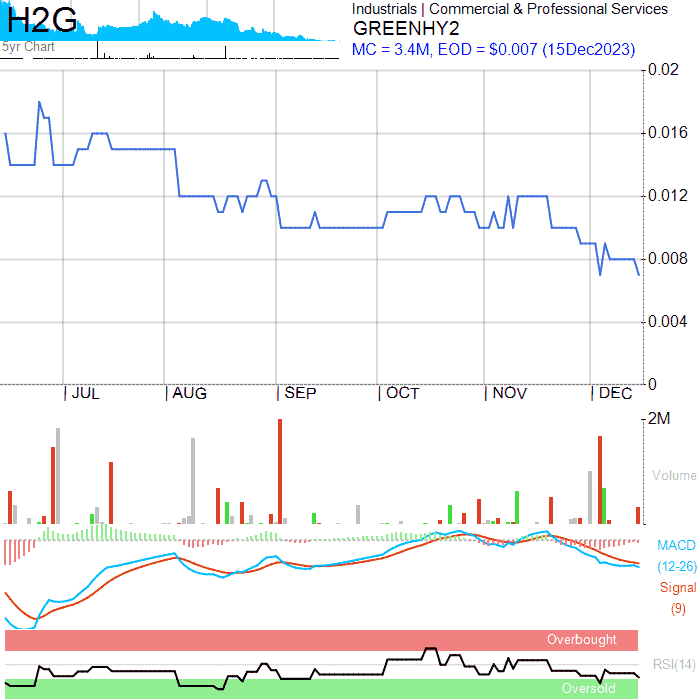 H2G
5yr Chart
Industrials | Commercial & Professional Services
GREENHY2
MC = 3.4M, EOD = $0.007 (15Dec2023)
0.02
0.016
0.012
0.008
0.004
0
JUL
AUG
SEP
OCT
NOV
DEC
2M
Volume
MACD
(12-26)
Signal
(9)
Overbought
RSI(14)
Oversold